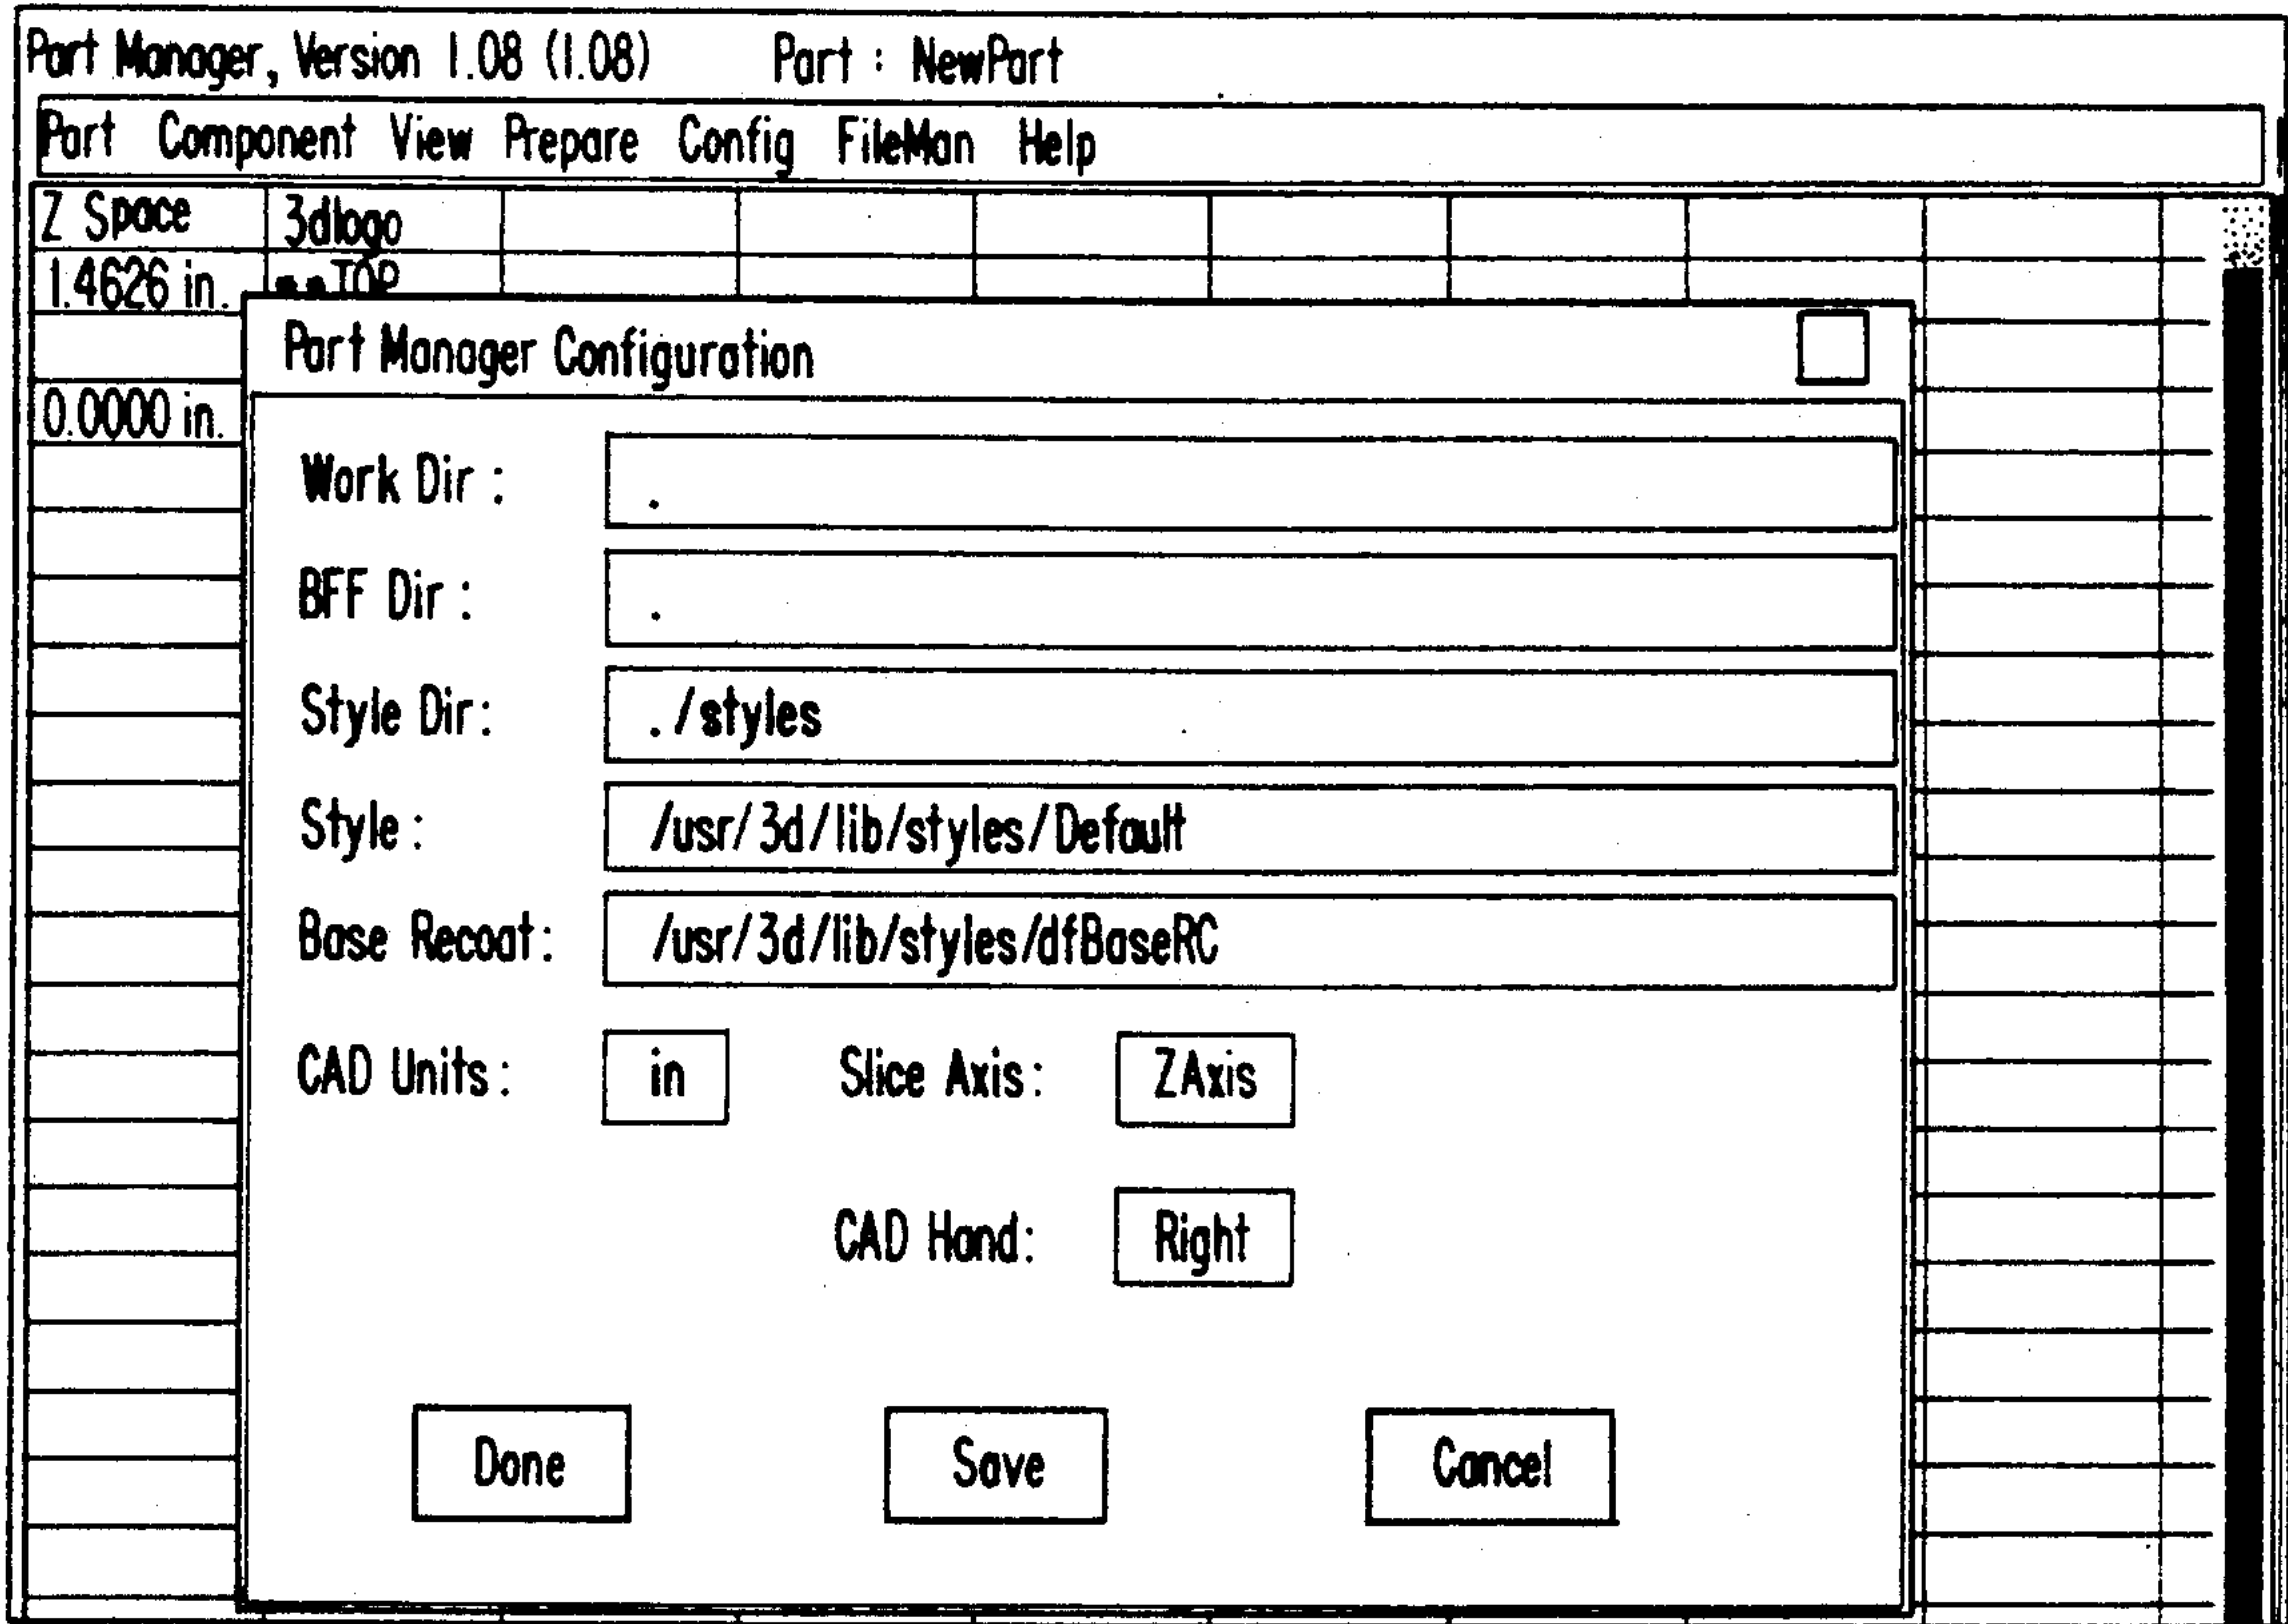 Part Manager, Version 1.08 (1.08) Part : NewPart
Part Component View Prepare Config FileMan Help
Z Space 3dlogo
1.4626 in. TOP
Part Manager Configuration
0.0000 in.
Work Dir : .
BFF Dir : .
Style Dir: ./styles
Style : /usr/3d/lib/styles/Default
Base Recoat: /usr/3d/lib/styles/dfBaseRC
CAD Units: in Slice Axis: ZAxis
CAD Hand: Right
Done Save Cancel